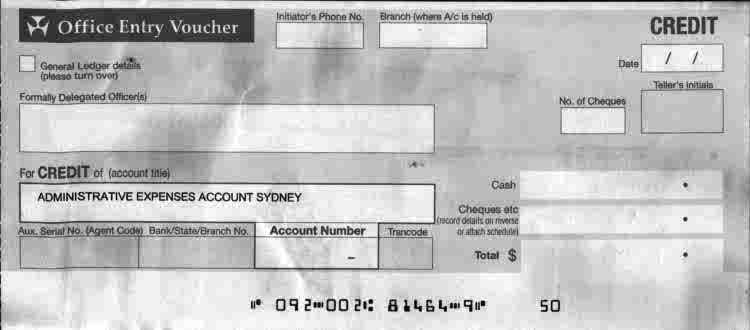 Office Entry Voucher
Initiator's Phone No.
Branch (where A/c is held)
CREDIT
General Ledger details
(please turn over)
Date / /
Teller's Initials
Formally Delegated Officer(s)
No. of Cheques
For CREDIT of (account title)
ADMINISTRATIVE EXPENSES ACCOUNT SYDNEY
Cash
Cheques etc
(record details on reverse
or attach schedule)
Aux. Serial No. (Agent Code)
Bank/State/Branch No.
Account Number
Trancode
–
Total $
⑈ 092⑉002⑆ 81464⑉9⑈ 50